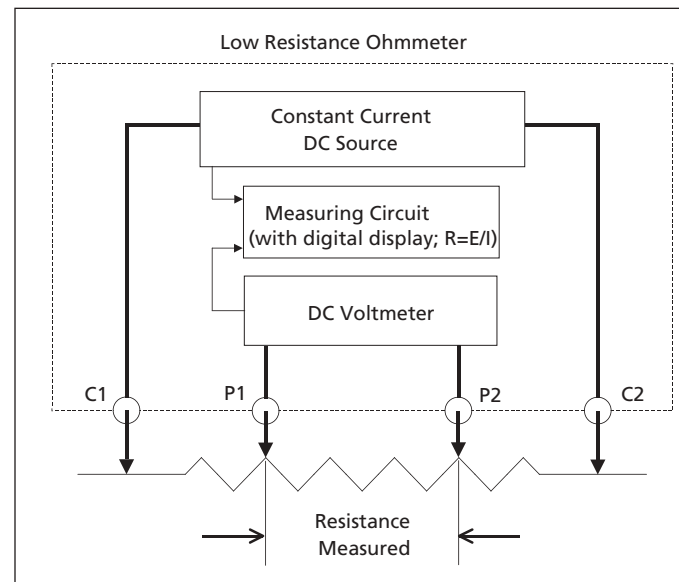 Low Resistance Ohmmeter
Constant Current
DC Source
Measuring Circuit
(with digital display; R=E/I)
DC Voltmeter
C1
P1
P2
C2
Resistance
Measured